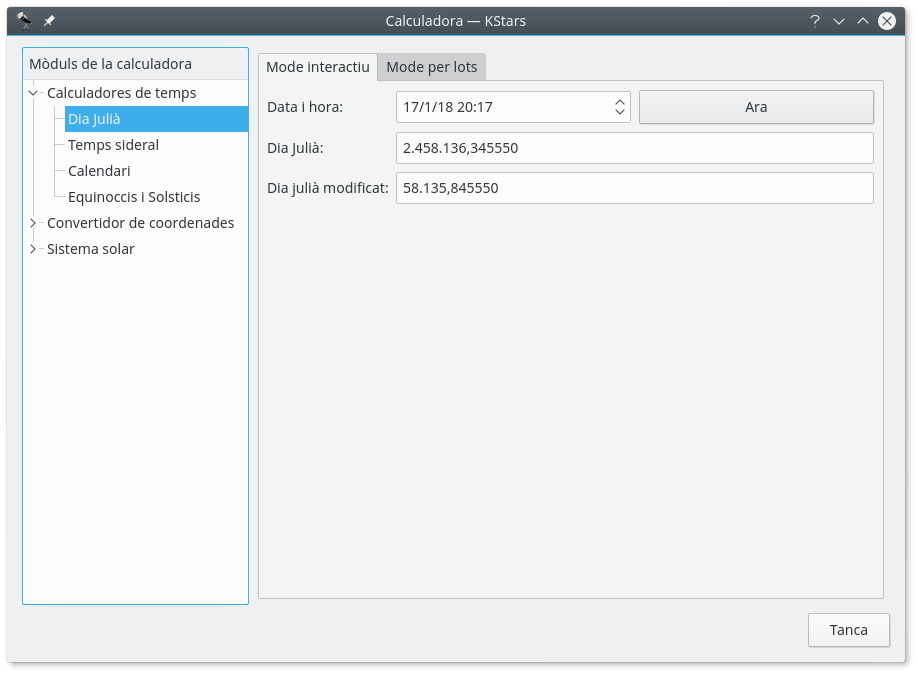 Calculadora — KStars
Mòduls de la calculadora
Calculadores de temps
Dia Julià
Temps sideral
Calendari
Equinoccis i Solsticis
Convertidor de coordenades
Sistema solar
Mode interactiu
Mode per lots
Data i hora:
17/1/18 20:17
Ara
Dia Julià:
2.458.136,345550
Dia julià modificat:
58.135,845550
Tanca